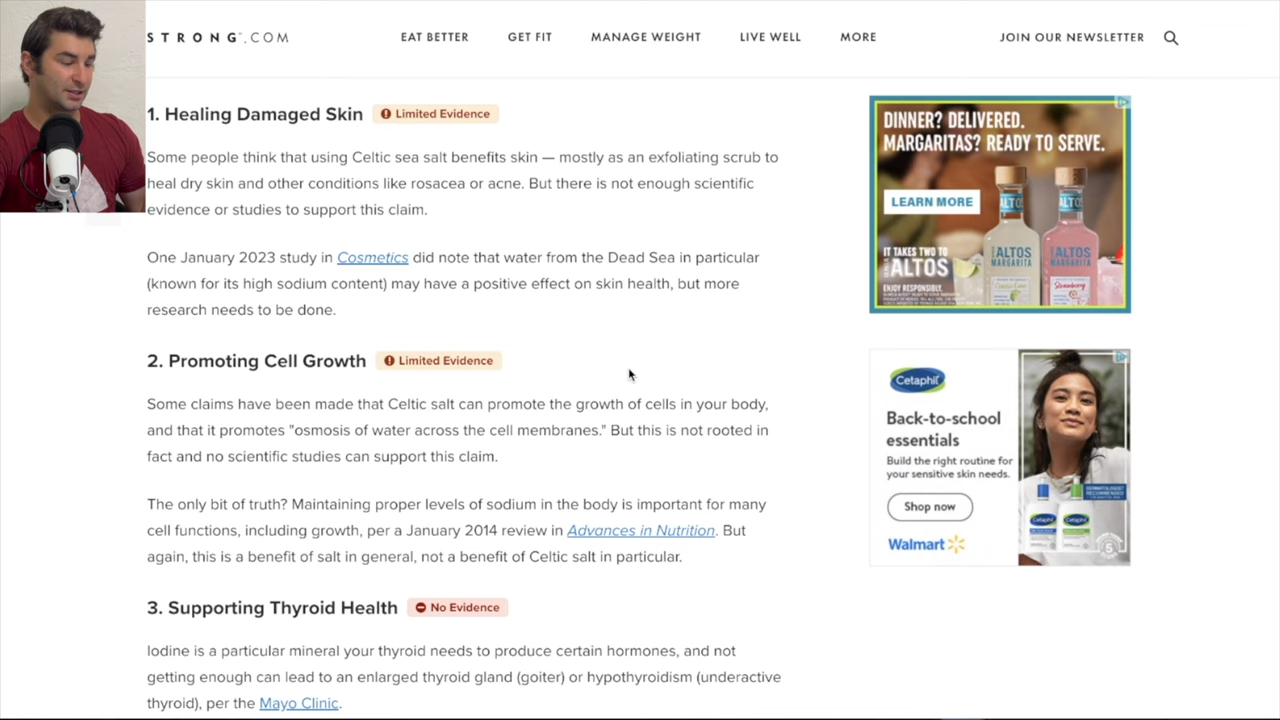 STRONG™.COM
EAT BETTER
GET FIT
MANAGE WEIGHT
LIVE WELL
MORE
JOIN OUR NEWSLETTER
1. Healing Damaged Skin
Limited Evidence
Some people think that using Celtic sea salt benefits skin — mostly as an exfoliating scrub to
heal dry skin and other conditions like rosacea or acne. But there is not enough scientific
evidence or studies to support this claim.
One January 2023 study in Cosmetics did note that water from the Dead Sea in particular
(known for its high sodium content) may have a positive effect on skin health, but more
research needs to be done.
2. Promoting Cell Growth
Limited Evidence
Some claims have been made that Celtic salt can promote the growth of cells in your body,
and that it promotes "osmosis of water across the cell membranes." But this is not rooted in
fact and no scientific studies can support this claim.
The only bit of truth? Maintaining proper levels of sodium in the body is important for many
cell functions, including growth, per a January 2014 review in Advances in Nutrition. But
again, this is a benefit of salt in general, not a benefit of Celtic salt in particular.
3. Supporting Thyroid Health
No Evidence
Iodine is a particular mineral your thyroid needs to produce certain hormones, and not
getting enough can lead to an enlarged thyroid gland (goiter) or hypothyroidism (underactive
thyroid), per the Mayo Clinic.
DINNER? DELIVERED.
MARGARITAS? READY TO SERVE.
LEARN MORE
IT TAKES TWO TO
ALTOS
ENJOY RESPONSIBLY.
ALTOS
MARGARITA
ALTOS
MARGARITA
Cetaphil
Back-to-school
essentials
Build the right routine for
your sensitive skin needs.
Shop now
Walmart
Cetaphil
Cetaphil